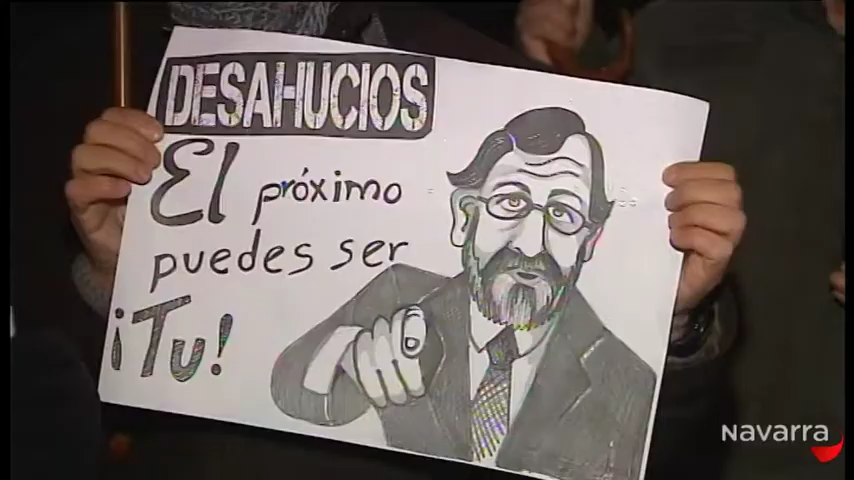 DESAHUCIOS
El próximo
puedes ser
¡Tu!
NAVARRA